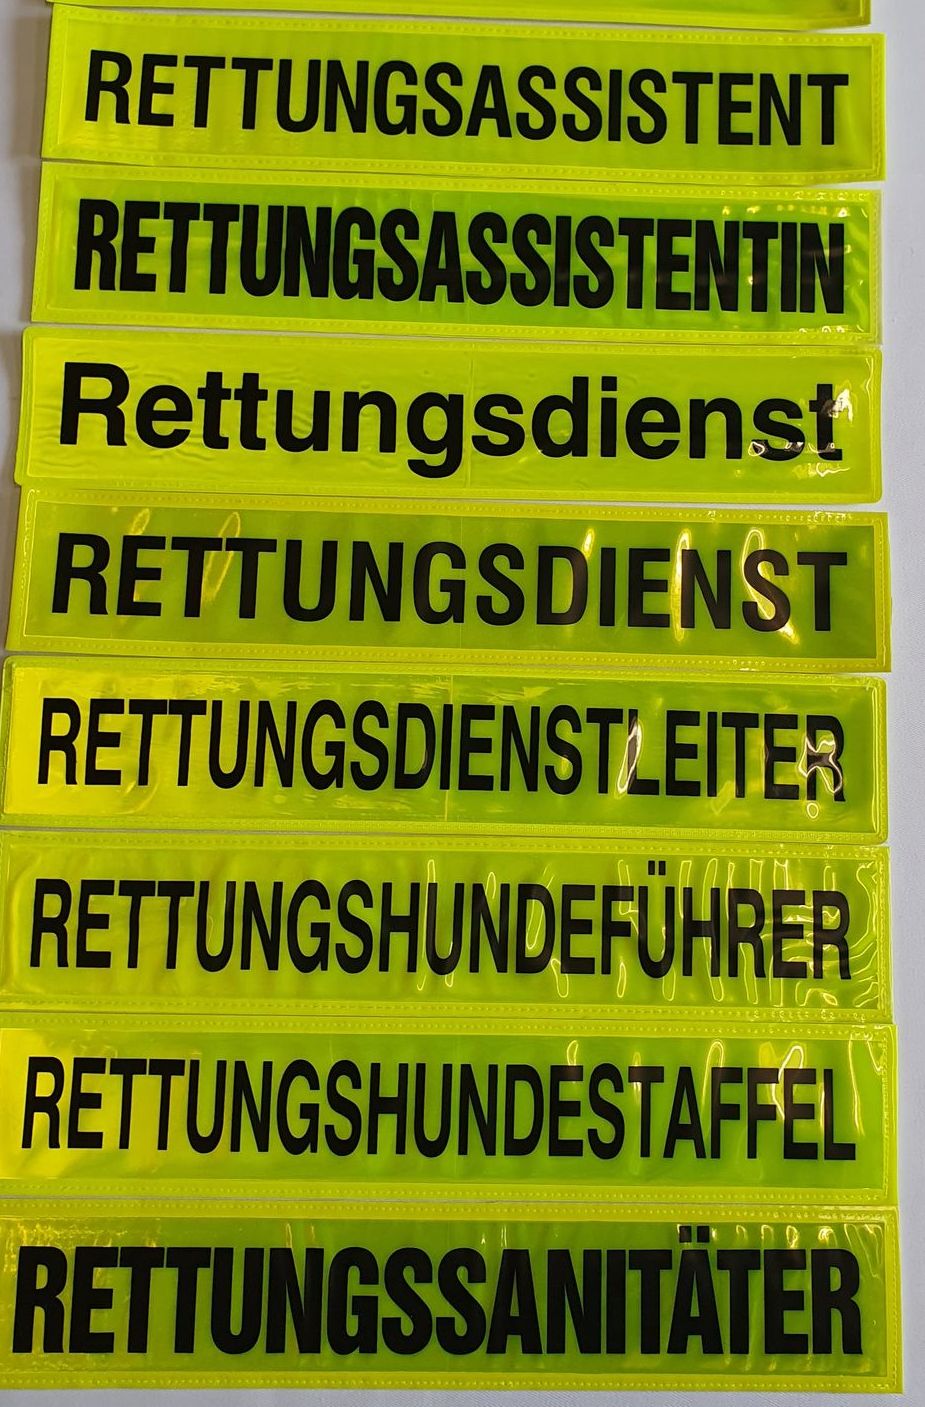 RETTUNGSASSISTENT
RETTUNGSASSISTENTIN
Rettungsdienst
RETTUNGSDIENST
RETTUNGSDIENSTLEITER
RETTUNGSHUNDEFÜHRER
RETTUNGSHUNDESTAFFEL
RETTUNGSSANITÄTER